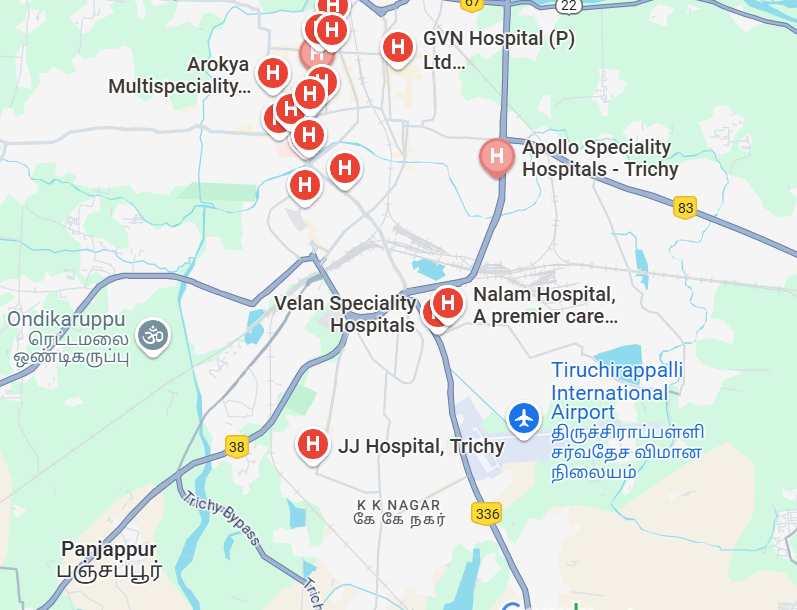 67
22
GVN Hospital (P)
Ltd...
Arokya
Multispeciality...
Apollo Speciality
Hospitals - Trichy
83
Velan Speciality
Hospitals
Nalam Hospital,
A premier care...
Ondikaruppu
ரெட்டமலை
ஒண்டிகருப்பு
Tiruchirappalli
International
Airport
திருச்சிராப்பள்ளி
சர்வதேச விமான
நிலையம்
38
JJ Hospital, Trichy
K K NAGAR
கே கே நகர்
336
Trichy Bypass
Panjappur
பஞ்சப்பூர்